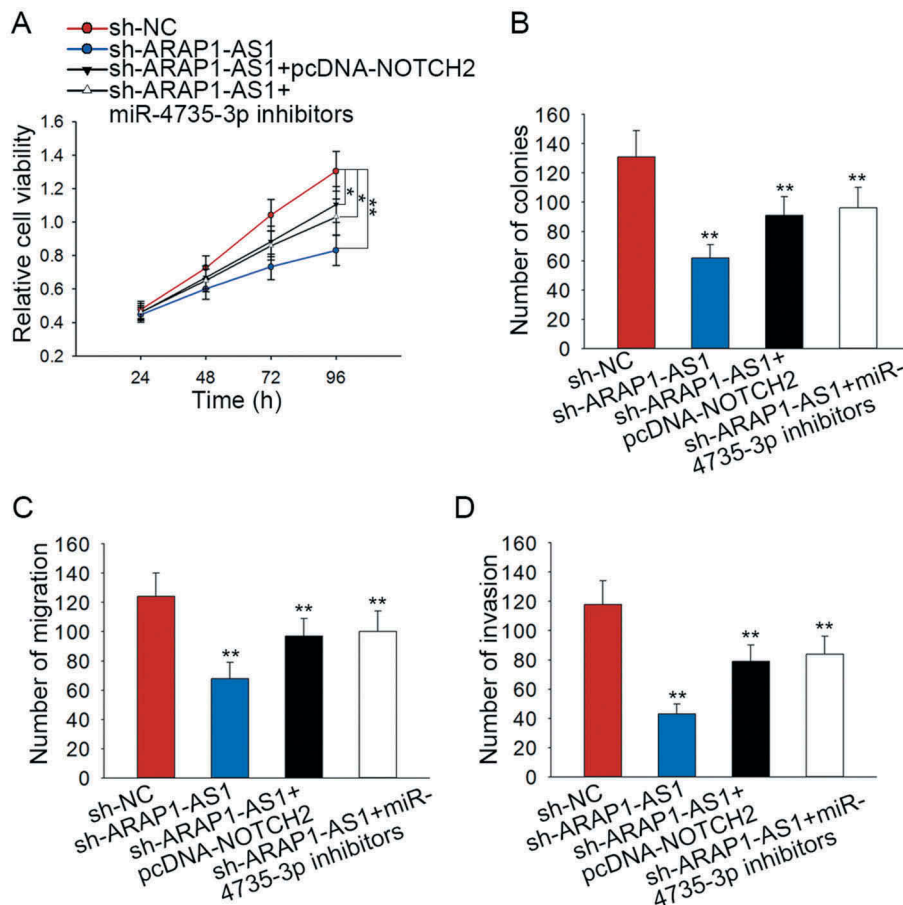 A
sh-NC
sh-ARAP1-AS1
sh-ARAP1-AS1+pcDNA-NOTCH2
sh-ARAP1-AS1+
miR-4735-3p inhibitors
Relative cell viability
1.6
1.4
1.2
1.0
0.8
0.6
0.4
0.2
*
*
**
24
48
72
96
Time (h)
B
Number of colonies
160
140
120
100
80
60
40
20
0
**
**
**
sh-NC
sh-ARAP1-AS1
sh-ARAP1-AS1+
pcDNA-NOTCH2
sh-ARAP1-AS1+miR-
4735-3p inhibitors
C
Number of migration
160
140
120
100
80
60
40
20
0
**
**
**
sh-NC
sh-ARAP1-AS1
sh-ARAP1-AS1+
pcDNA-NOTCH2
sh-ARAP1-AS1+miR-
4735-3p inhibitors
D
Number of invasion
160
140
120
100
80
60
40
20
0
**
**
**
sh-NC
sh-ARAP1-AS1
sh-ARAP1-AS1+
pcDNA-NOTCH2
sh-ARAP1-AS1+miR-
4735-3p inhibitors